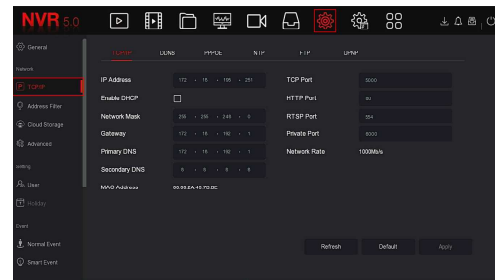 NVR 5.0
General
Network
TCP/IP
Address Filter
Cloud Storage
Advanced
Setting
User
Holiday
Event
Normal Event
Smart Event
TCP/IP DDNS PPPOE NTP FTP UPNP
IP Address 172 . 16 . 195 . 251 TCP Port 5000
Enable DHCP HTTP Port 80
Network Mask 255 . 255 . 248 . 0 RTSP Port 554
Gateway 172 . 16 . 192 . 1 Private Port 6000
Primary DNS 172 . 16 . 192 . 1 Network Rate 1000Mb/s
Secondary DNS 8 . 8 . 8 . 8
MAC Address
Refresh Default Apply